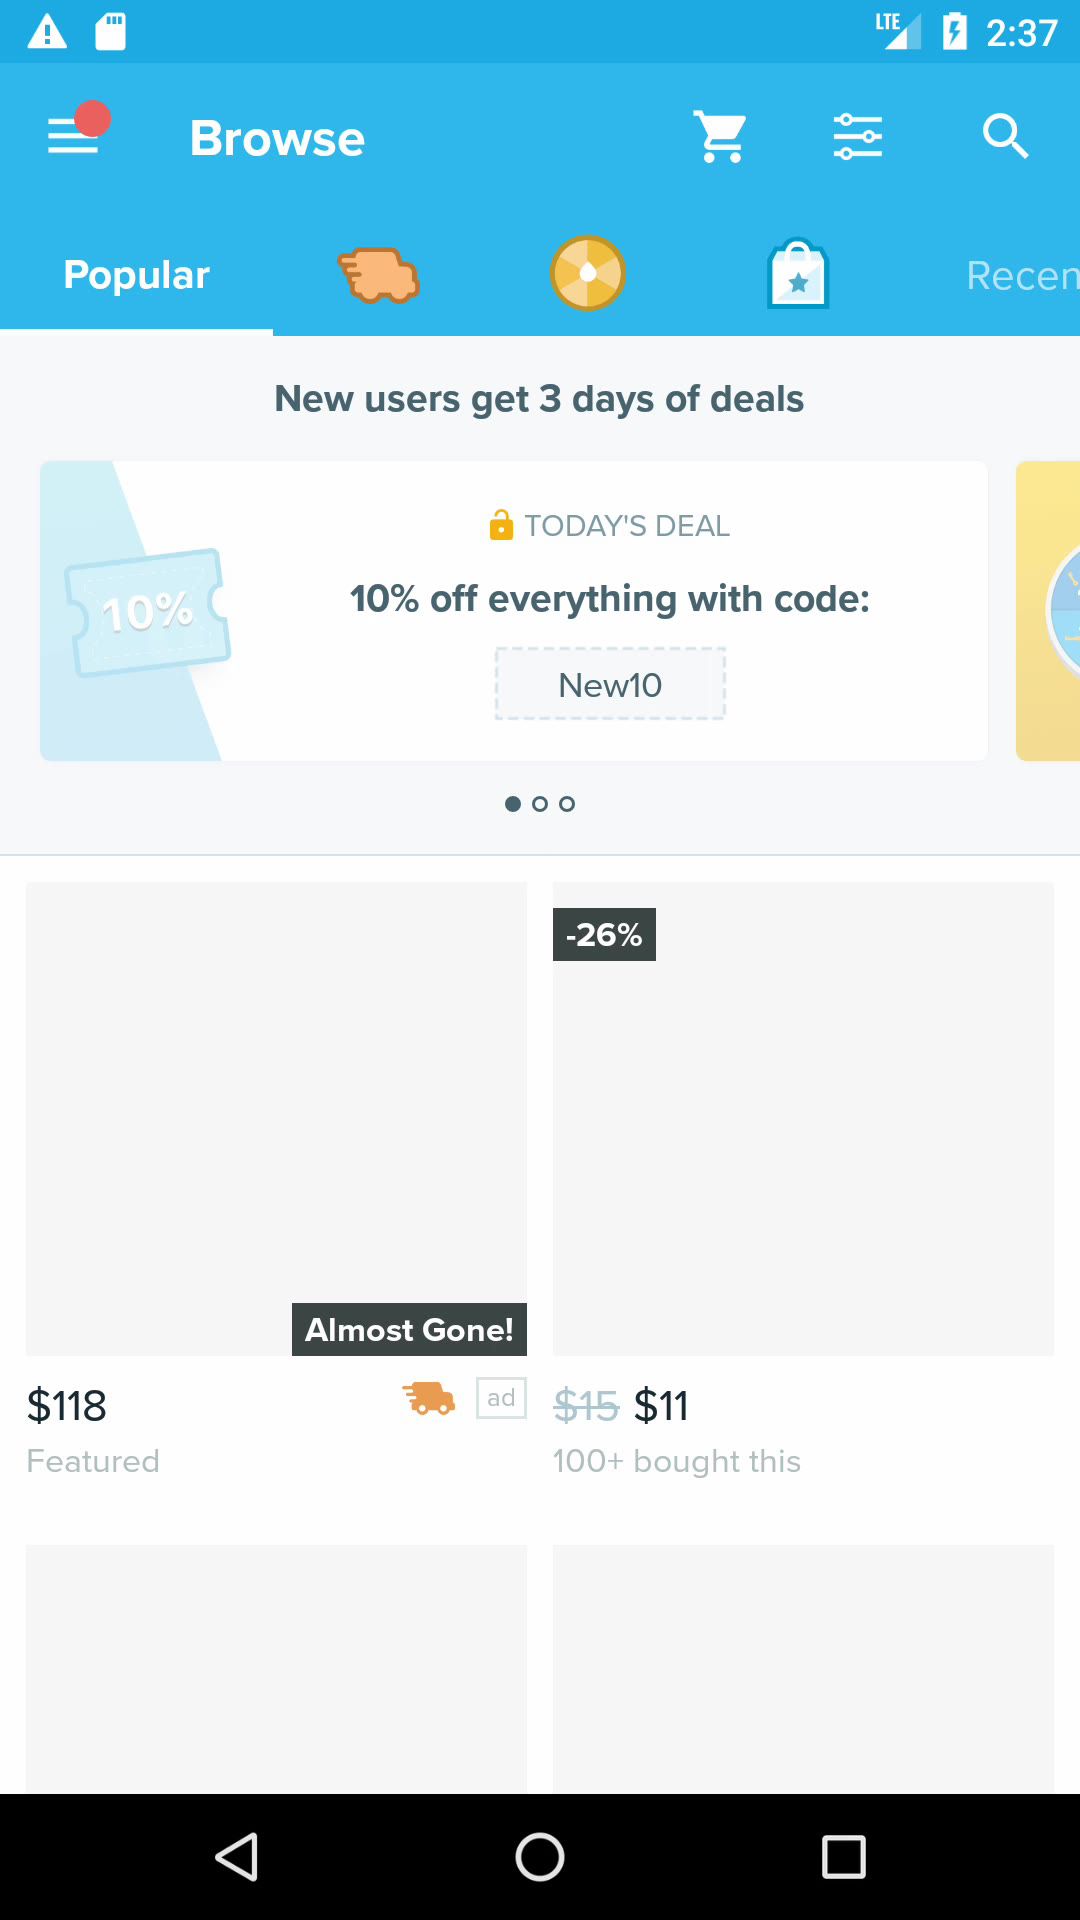 LTE 2:37
Browse
Popular
Recen
New users get 3 days of deals
TODAY'S DEAL
10% off everything with code:
10%
New10
-26%
Almost Gone!
$118 ad
Featured
$15 $11
100+ bought this